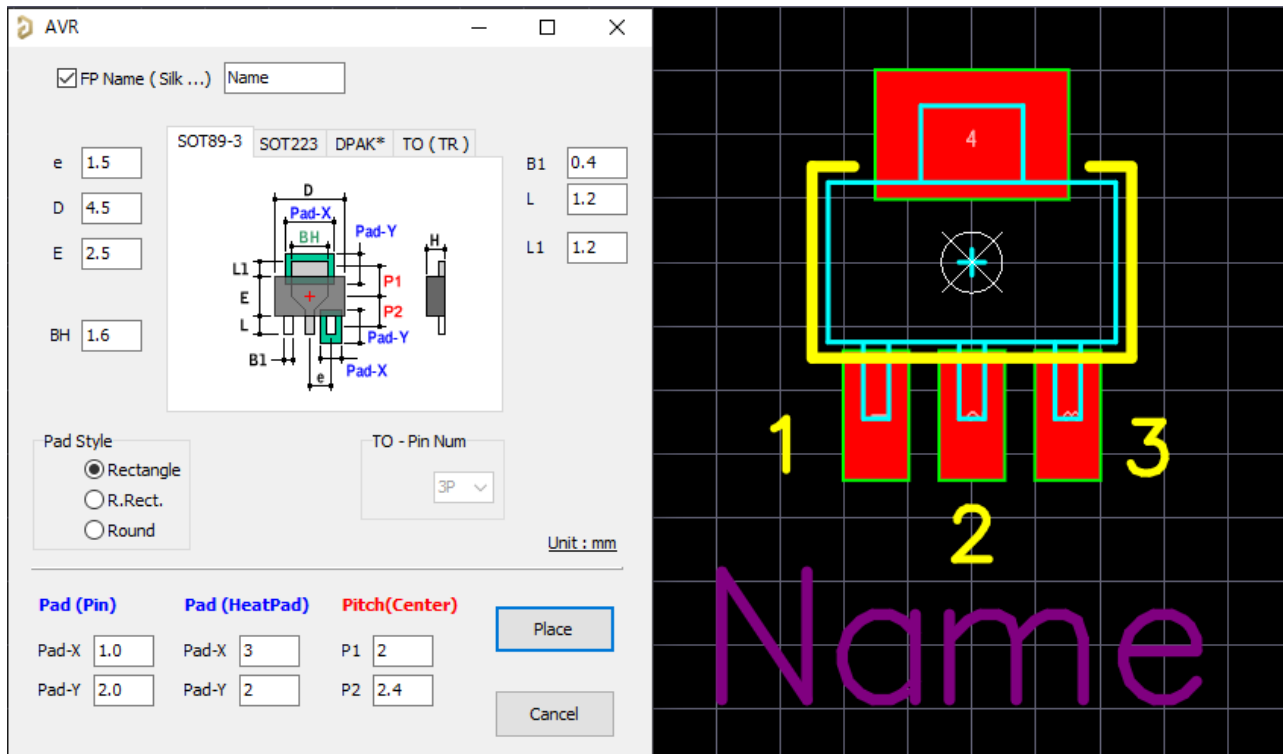 AVR
FP Name ( Silk ...) Name
SOT89-3 SOT223 DPAK* TO ( TR )
e 1.5
D 4.5
E 2.5
BH 1.6
B1 0.4
L 1.2
L1 1.2
D
Pad-X
Pad-Y
BH
H
L1
P1
E
P2
L
Pad-Y
B1
Pad-X
e
Pad Style
Rectangle
R.Rect.
Round
TO - Pin Num
3P
Unit : mm
Pad (Pin) Pad (HeatPad) Pitch(Center)
Pad-X 1.0 Pad-X 3 P1 2
Pad-Y 2.0 Pad-Y 2 P2 2.4
Place
Cancel
4
1
3
2
Name